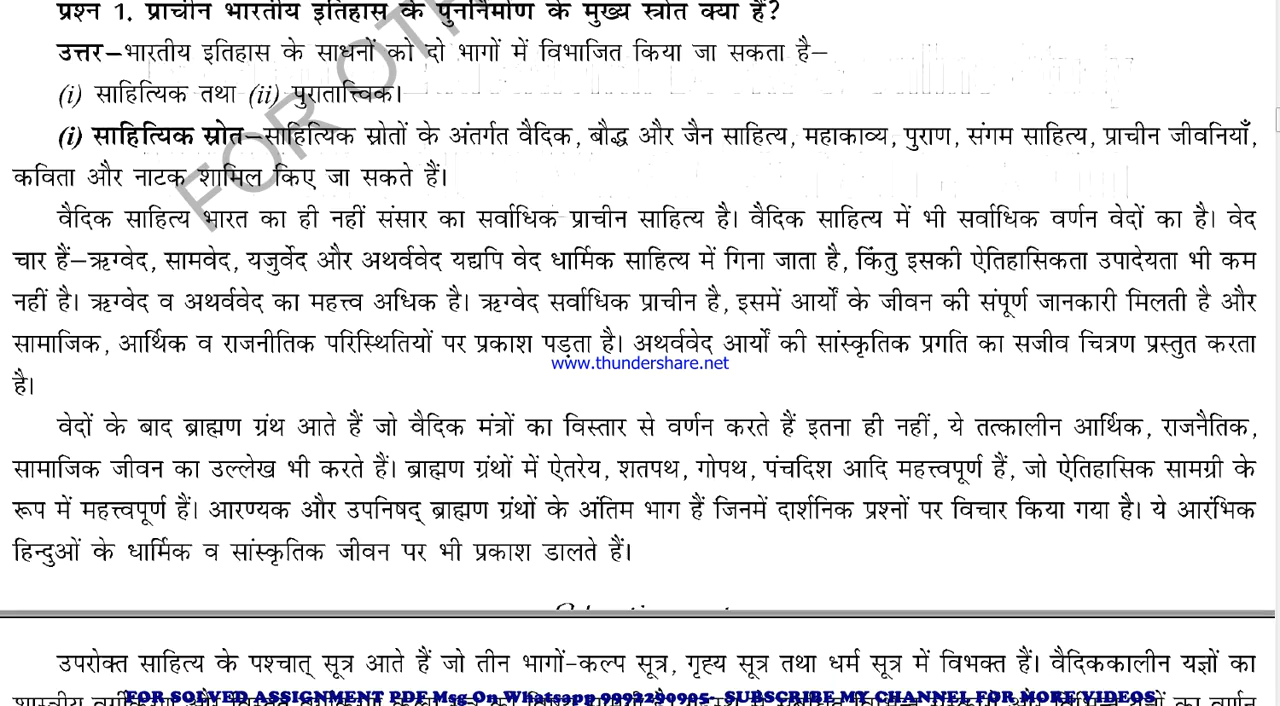 प्रश्न 1. प्राचीन भारतीय इतिहास के पुनर्निर्माण के मुख्य स्त्रोत क्या हैं?
उत्तर–भारतीय इतिहास के साधनों को दो भागों में विभाजित किया जा सकता है–
(i) साहित्यिक तथा (ii) पुरातात्त्विक।
(i) साहित्यिक स्रोत–साहित्यिक स्रोतों के अंतर्गत वैदिक, बौद्ध और जैन साहित्य, महाकाव्य, पुराण, संगम साहित्य, प्राचीन जीवनियाँ,
कविता और नाटक शामिल किए जा सकते हैं।
वैदिक साहित्य भारत का ही नहीं संसार का सर्वाधिक प्राचीन साहित्य है। वैदिक साहित्य में भी सर्वाधिक वर्णन वेदों का है। वेद
चार हैं–ऋग्वेद, सामवेद, यजुर्वेद और अथर्ववेद यद्यपि वेद धार्मिक साहित्य में गिना जाता है, किंतु इसकी ऐतिहासिकता उपादेयता भी कम
नहीं है। ऋग्वेद व अथर्ववेद का महत्त्व अधिक है। ऋग्वेद सर्वाधिक प्राचीन है, इसमें आर्यों के जीवन की संपूर्ण जानकारी मिलती है और
सामाजिक, आर्थिक व राजनीतिक परिस्थितियों पर प्रकाश पड़ता है। अथर्ववेद आर्यों की सांस्कृतिक प्रगति का सजीव चित्रण प्रस्तुत करता
www.thundershare.net
है।
वेदों के बाद ब्राह्मण ग्रंथ आते हैं जो वैदिक मंत्रों का विस्तार से वर्णन करते हैं इतना ही नहीं, ये तत्कालीन आर्थिक, राजनैतिक,
सामाजिक जीवन का उल्लेख भी करते हैं। ब्राह्मण ग्रंथों में ऐतरेय, शतपथ, गोपथ, पंचदिश आदि महत्त्वपूर्ण हैं, जो ऐतिहासिक सामग्री के
रूप में महत्त्वपूर्ण हैं। आरण्यक और उपनिषद् ब्राह्मण ग्रंथों के अंतिम भाग हैं जिनमें दार्शनिक प्रश्नों पर विचार किया गया है। ये आरंभिक
हिन्दुओं के धार्मिक व सांस्कृतिक जीवन पर भी प्रकाश डालते हैं।
उपरोक्त साहित्य के पश्चात् सूत्र आते हैं जो तीन भागों–कल्प सूत्र, गृह्य सूत्र तथा धर्म सूत्र में विभक्त हैं। वैदिककालीन यज्ञों का
FOR SOLVED ASSIGNMENT PDF Msg On Whatsapp 9992290995- SUBSCRIBE MY CHANNEL FOR MORE VIDEOS
FOR OTH